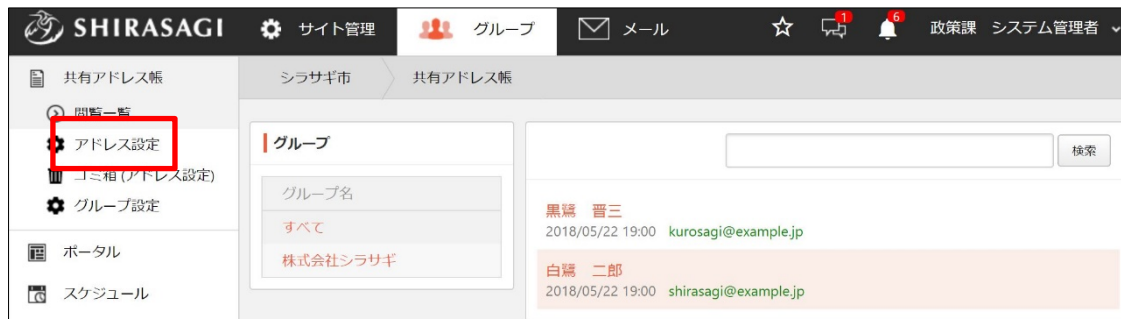 SHIRASAGI サイト管理 グループ メール 1 6 政策課 システム管理者
共有アドレス帳
閲覧一覧
アドレス設定
ゴミ箱 (アドレス設定)
グループ設定
ポータル
スケジュール
シラサギ市 共有アドレス帳
グループ
グループ名
すべて
株式会社シラサギ
検索
黒鷺 晋三
2018/05/22 19:00 kurosagi@example.jp
白鷺 二郎
2018/05/22 19:00 shirasagi@example.jp